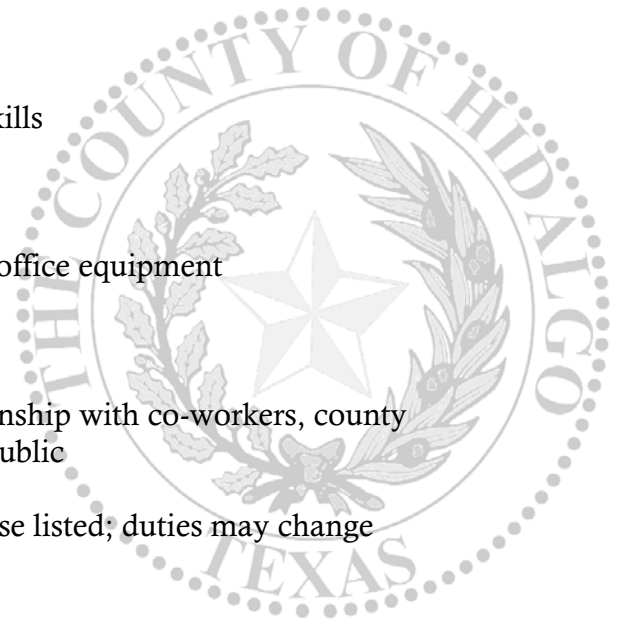 THE COUNTY OF HIDALGO
kills
office equipment
nship with co-workers, county
ublic
se listed; duties may change
TEXAS